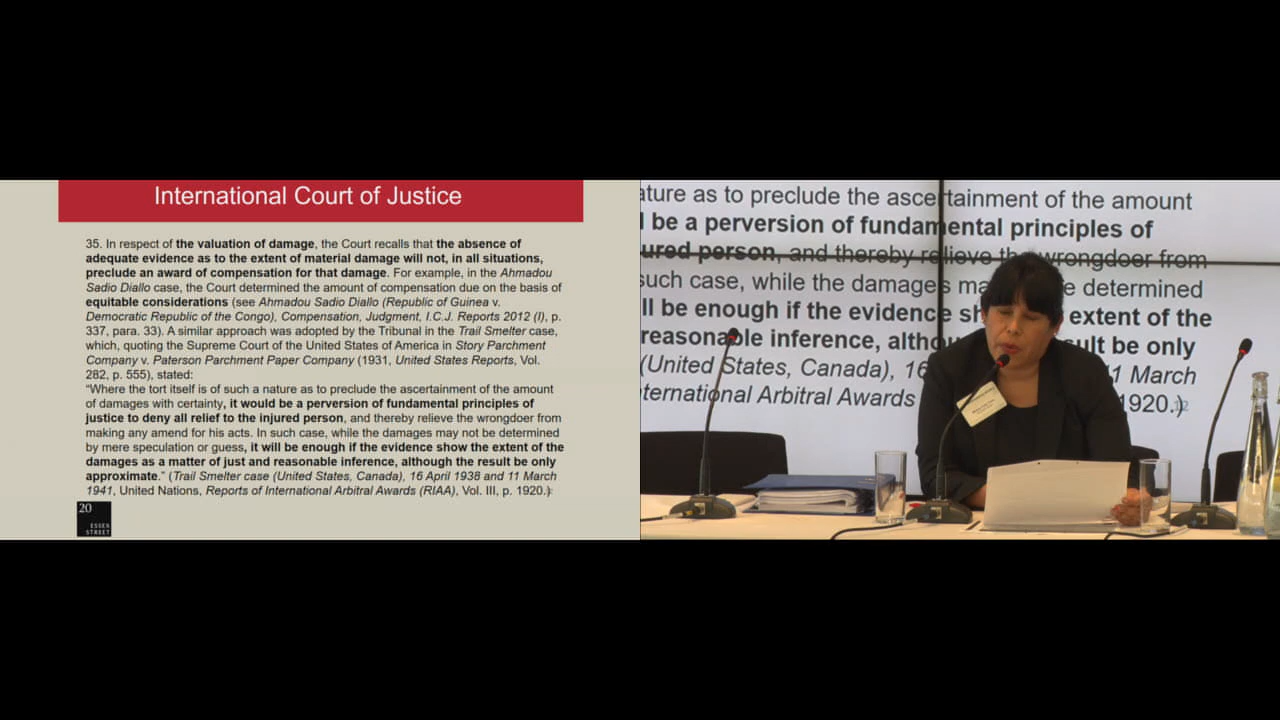 International Court of Justice
35. In respect of the valuation of damage, the Court recalls that the absence of
adequate evidence as to the extent of material damage will not, in all situations,
preclude an award of compensation for that damage. For example, in the Ahmadou
Sadio Diallo case, the Court determined the amount of compensation due on the basis of
equitable considerations (see Ahmadou Sadio Diallo (Republic of Guinea v.
Democratic Republic of the Congo), Compensation, Judgment, I.C.J. Reports 2012 (I), p.
337, para. 33). A similar approach was adopted by the Tribunal in the Trail Smelter case,
which, quoting the Supreme Court of the United States of America in Story Parchment
Company v. Paterson Parchment Paper Company (1931, United States Reports, Vol.
282, p. 555), stated:
“Where the tort itself is of such a nature as to preclude the ascertainment of the amount
of damages with certainty, it would be a perversion of fundamental principles of
justice to deny all relief to the injured person, and thereby relieve the wrongdoer from
making any amend for his acts. In such case, while the damages may not be determined
by mere speculation or guess, it will be enough if the evidence show the extent of the
damages as a matter of just and reasonable inference, although the result be only
approximate.” (Trail Smelter case (United States, Canada), 16 April 1938 and 11 March
1941, United Nations, Reports of International Arbitral Awards (RIAA), Vol. III, p. 1920.)
20
ESSEX
STREET
ature as to preclude the ascertainment of the amount
be a perversion of fundamental principles of
ured person, and thereby relieve the wrongdoer from
such case, while the damages determined
ll be enough if the evidence extent of the
reasonable inference, ult be only
(United States, Canada), 16 11 March
ternational Arbitral Awards 1920.)